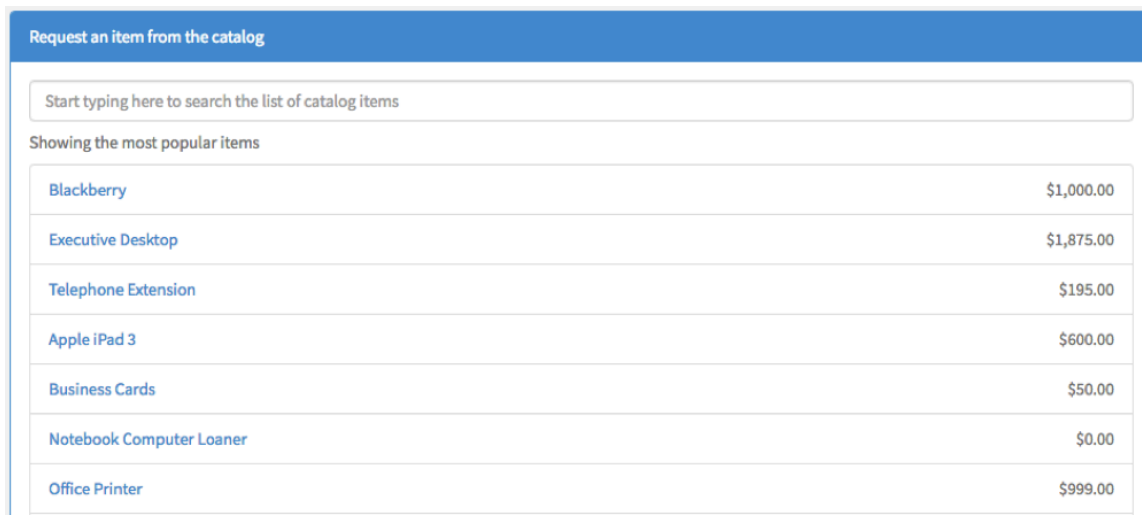 Request an item from the catalog
Start typing here to search the list of catalog items
Showing the most popular items
Blackberry $1,000.00
Executive Desktop $1,875.00
Telephone Extension $195.00
Apple iPad 3 $600.00
Business Cards $50.00
Notebook Computer Loaner $0.00
Office Printer $999.00